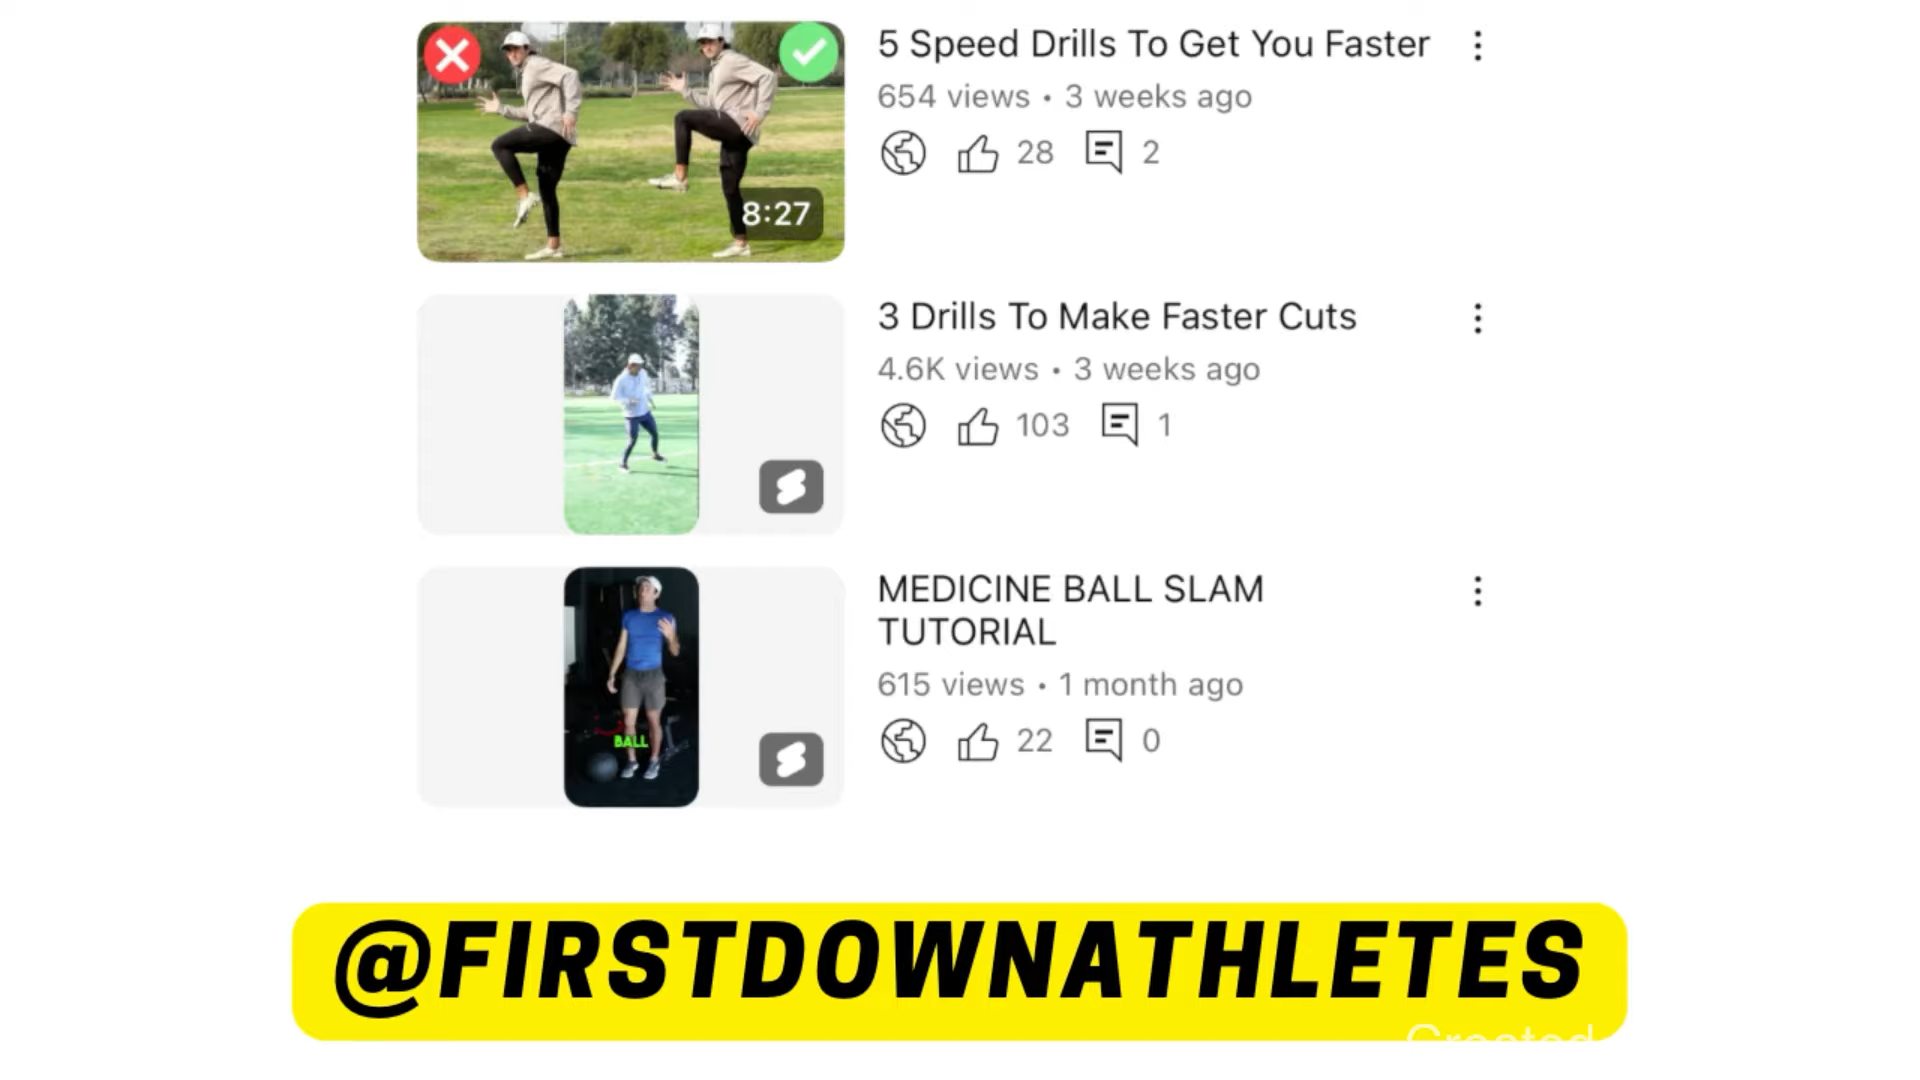 5 Speed Drills To Get You Faster
654 views • 3 weeks ago
28 2
8:27
3 Drills To Make Faster Cuts
4.6K views • 3 weeks ago
103 1
MEDICINE BALL SLAM
TUTORIAL
615 views • 1 month ago
22 0
BALL
@FIRSTDOWNATHLETES
Created